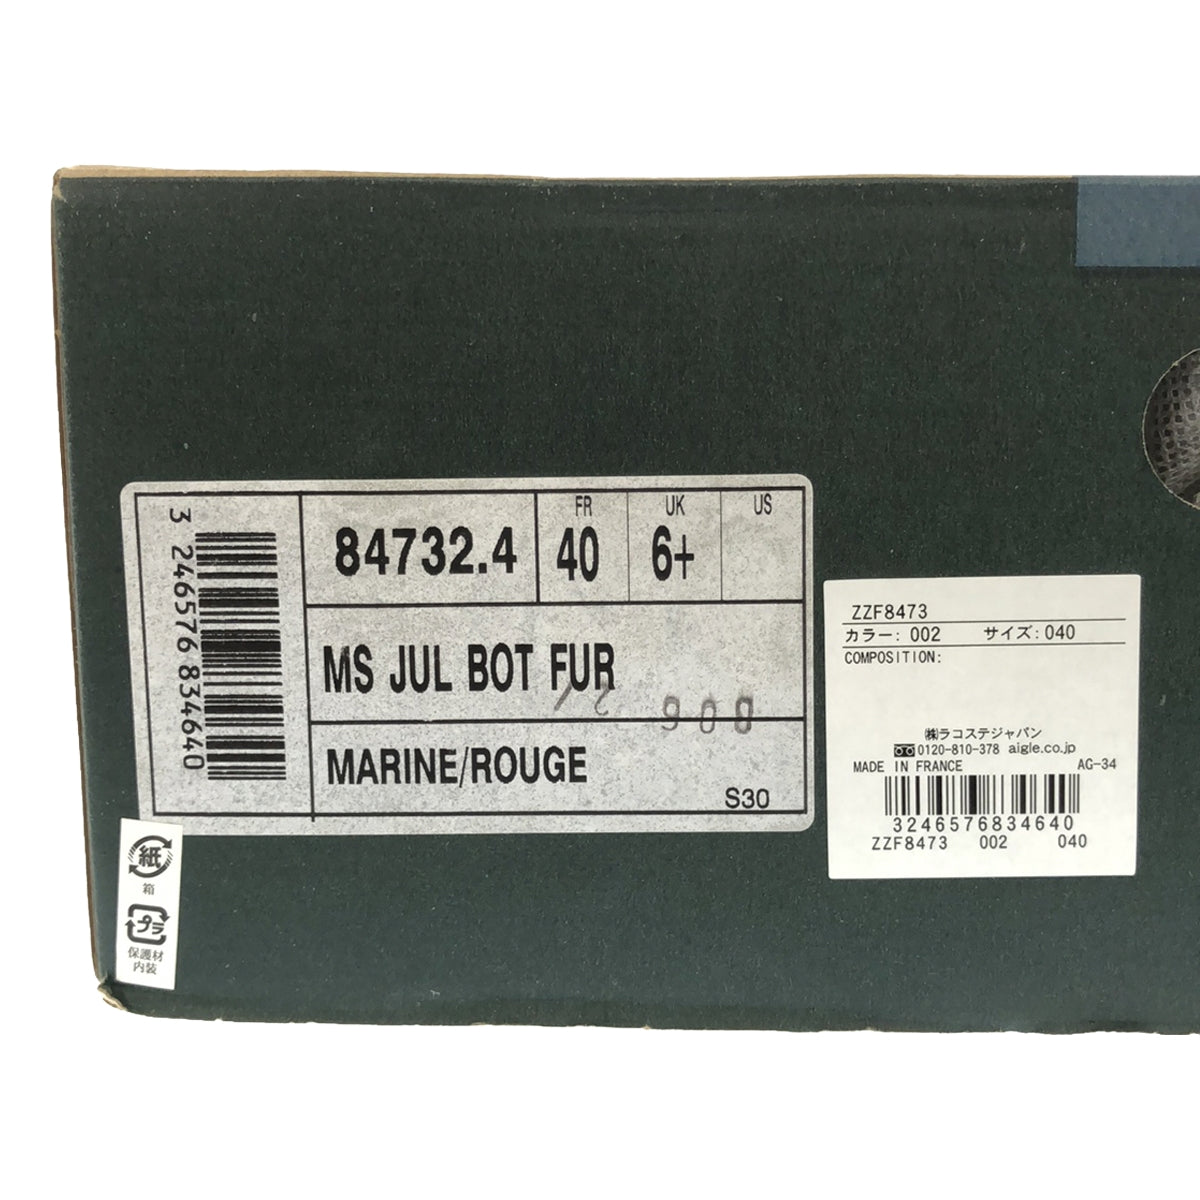 3 246576 834640
84732.4
FR
40
UK
6+
US
MS JUL BOT FUR
MARINE/ROUGE
S30
紙
箱
プラ
保護材
内装
ZZF8473
カラー: 002 サイズ: 040
COMPOSITION:
㈱ラコステジャパン
0120-810-378 aigle.co.jp
MADE IN FRANCE AG-34
3246576834640
ZZF8473 002 040